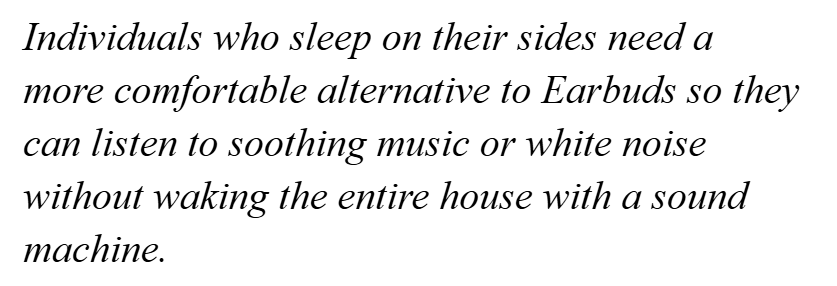 Individuals who sleep on their sides need a
more comfortable alternative to Earbuds so they
can listen to soothing music or white noise
without waking the entire house with a sound
machine.